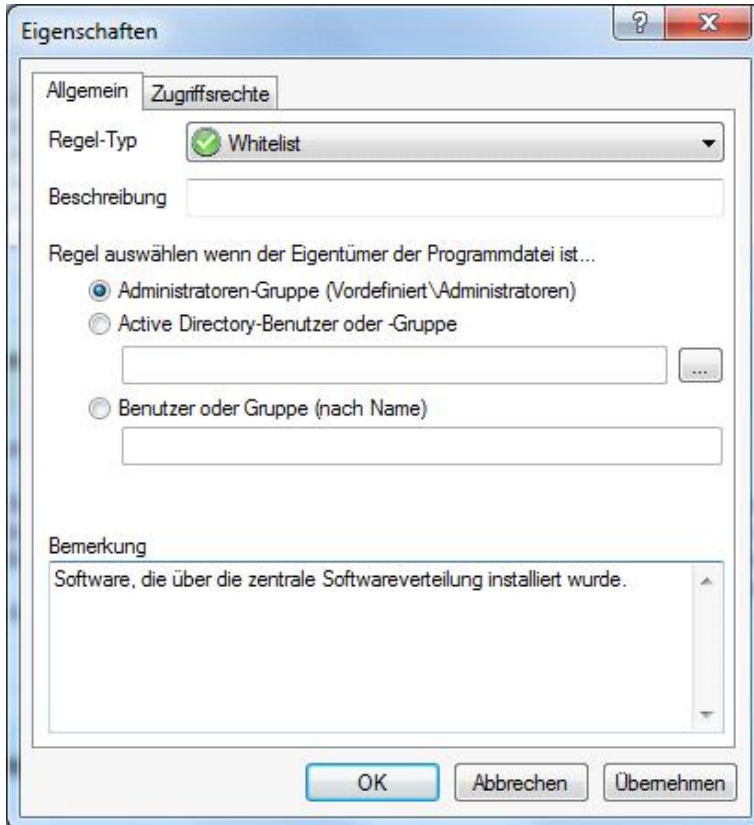 Eigenschaften
?
Allgemein
Zugriffsrechte
Regel-Typ
Whitelist
Beschreibung
Regel auswählen wenn der Eigentümer der Programmdatei ist...
Administratoren-Gruppe (Vordefiniert\Administratoren)
Active Directory-Benutzer oder -Gruppe
...
Benutzer oder Gruppe (nach Name)
Bemerkung
Software, die über die zentrale Softwareverteilung installiert wurde.
OK
Abbrechen
Übernehmen